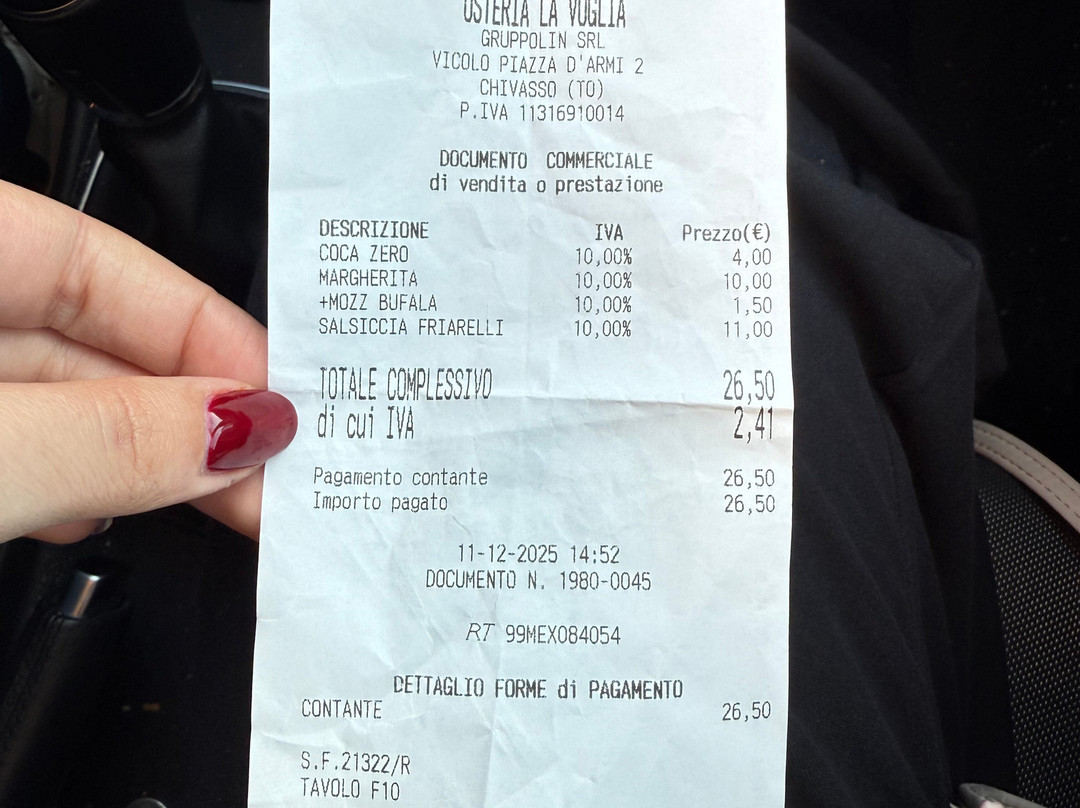 OSTERIA LA VOGLIA
GRUPPOLIN SRL
VICOLO PIAZZA D'ARMI 2
CHIVASSO (TO)
P.IVA 11316910014
DOCUMENTO COMMERCIALE
di vendita o prestazione
DESCRIZIONE IVA Prezzo(€)
COCA ZERO 10,00% 4,00
MARGHERITA 10,00% 10,00
+MOZZ BUFALA 10,00% 1,50
SALSICCIA FRIARELLI 10,00% 11,00
TOTALE COMPLESSIVO 26,50
di cui IVA 2,41
Pagamento contante 26,50
Importo pagato 26,50
11-12-2025 14:52
DOCUMENTO N. 1980-0045
RT 99MEX084054
DETTAGLIO FORME di PAGAMENTO
CONTANTE 26,50
S.F.21322/R
TAVOLO F10